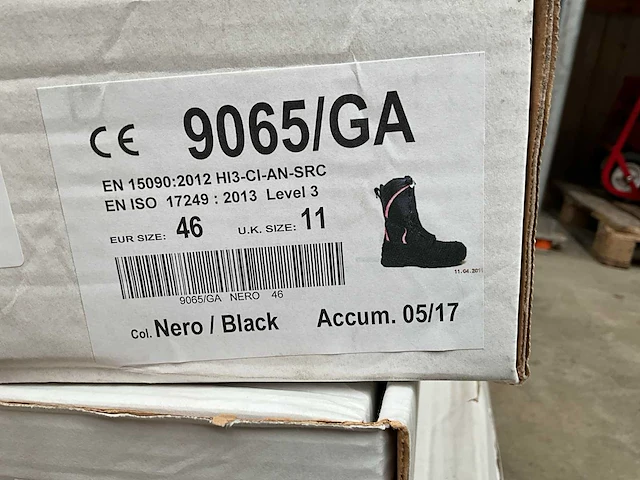 CE 9065/GA
EN 15090:2012 HI3-CI-AN-SRC
EN ISO 17249 : 2013 Level 3
EUR SIZE: 46 U.K. SIZE: 11
9065/GA NERO 46
Col. Nero / Black Accum. 05/17